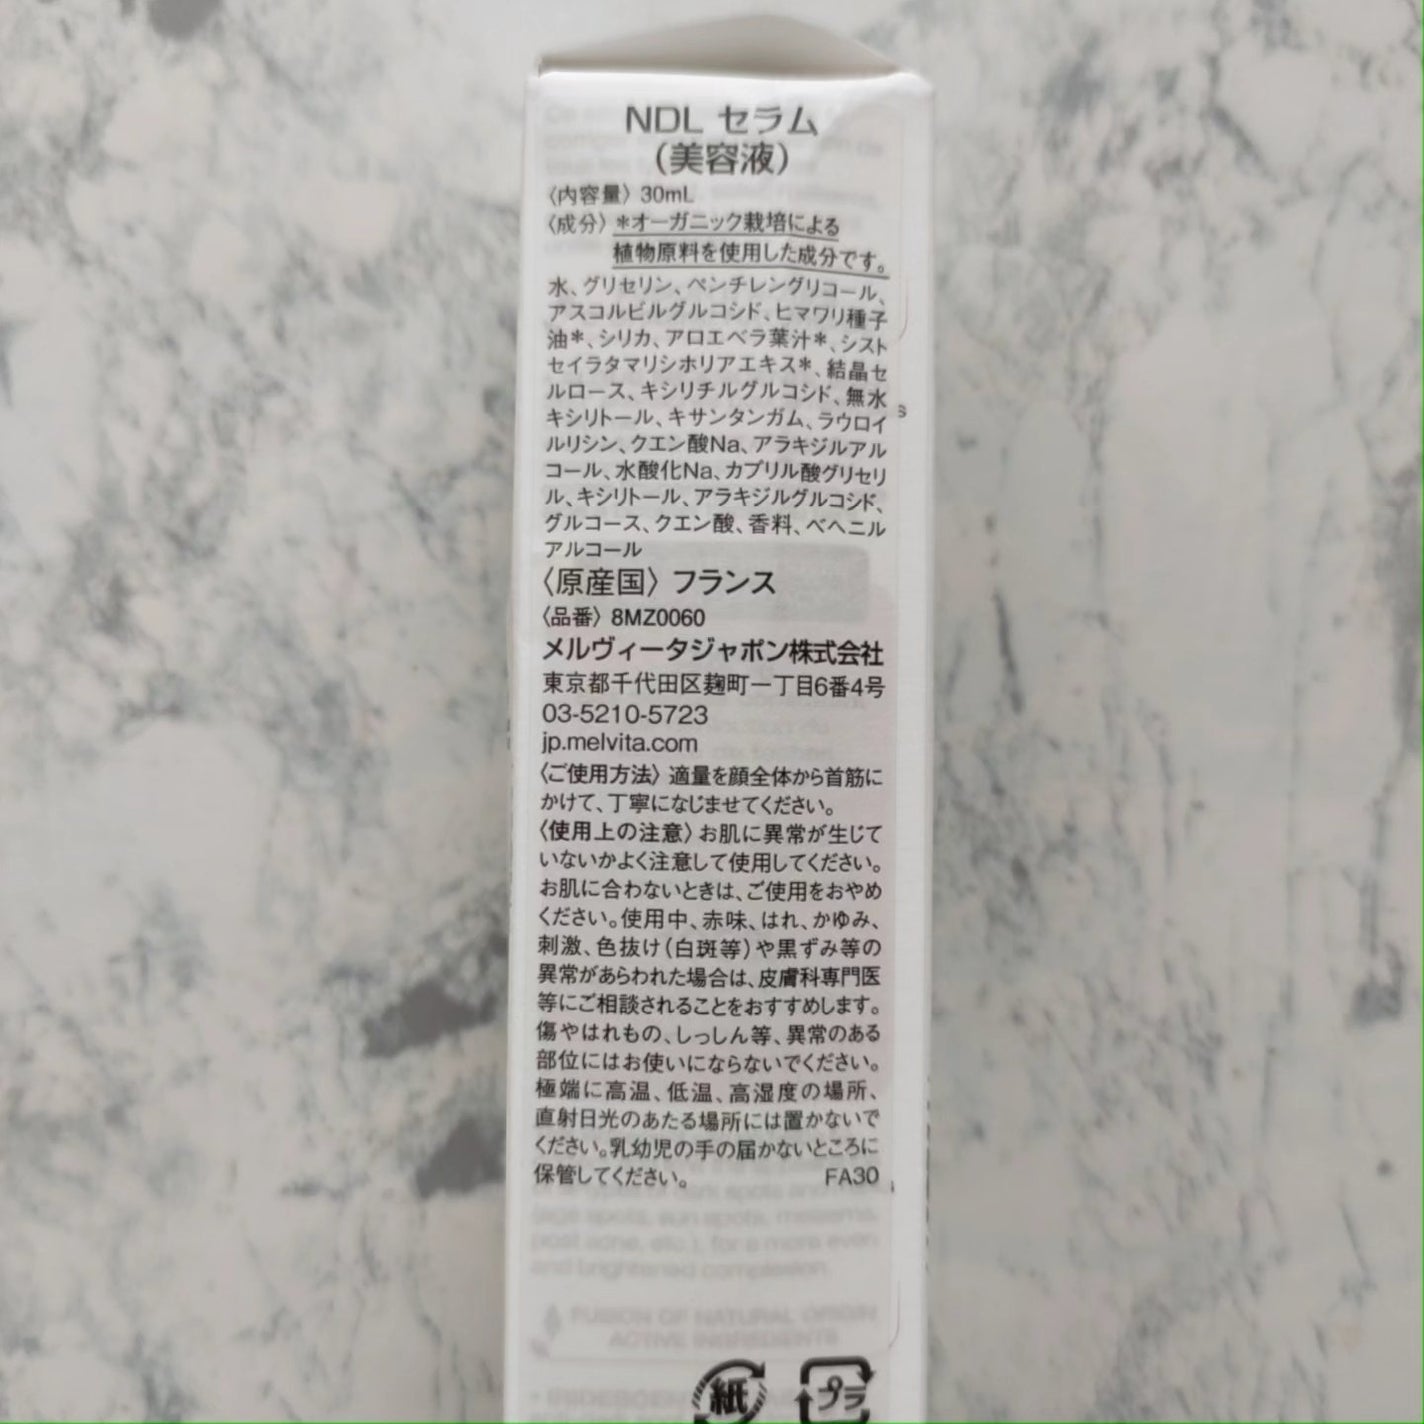 NDL セラム
（美容液）
〈内容量〉 30mL
〈成分〉 *オーガニック栽培による
植物原料を使用した成分です。
水、グリセリン、ペンチレングリコール、
アスコルビルグルコシド、ヒマワリ種子
油*、シリカ、アロエベラ葉汁*、シスト
セイラタマリシホリアエキス*、結晶セ
ルロース、キシリチルグルコシド、無水
キシリトール、キサンタンガム、ラウロイ
ルリシン、クエン酸Na、アラキジルアル
コール、水酸化Na、カプリル酸グリセリ
ル、キシリトール、アラキジルグルコシド、
グルコース、クエン酸、香料、ベヘニル
アルコール
〈原産国〉 フランス
〈品番〉 8MZ0060
メルヴィータジャポン株式会社
東京都千代田区麹町一丁目6番4号
03-5210-5723
jp.melvita.com
〈ご使用方法〉 適量を顔全体から首筋に
かけて、丁寧になじませてください。
〈使用上の注意〉 お肌に異常が生じて
いないかよく注意して使用してください。
お肌に合わないときは、ご使用をおやめ
ください。使用中、赤味、はれ、かゆみ、
刺激、色抜け（白斑等）や黒ずみ等の
異常があらわれた場合は、皮膚科専門医
等にご相談されることをおすすめします。
傷やはれもの、しっしん等、異常のある
部位にはお使いにならないでください。
極端に高温、低温、高湿度の場所、
直射日光のあたる場所には置かないで
ください。乳幼児の手の届かないところに
保管してください。 FA30
(age spots, sun spots, melasma,
post acne, etc.), for a more even
and brightened complexion.
FUSION OF NATURAL ORIGIN
ACTIVE INGREDIENTS
紙 プラ